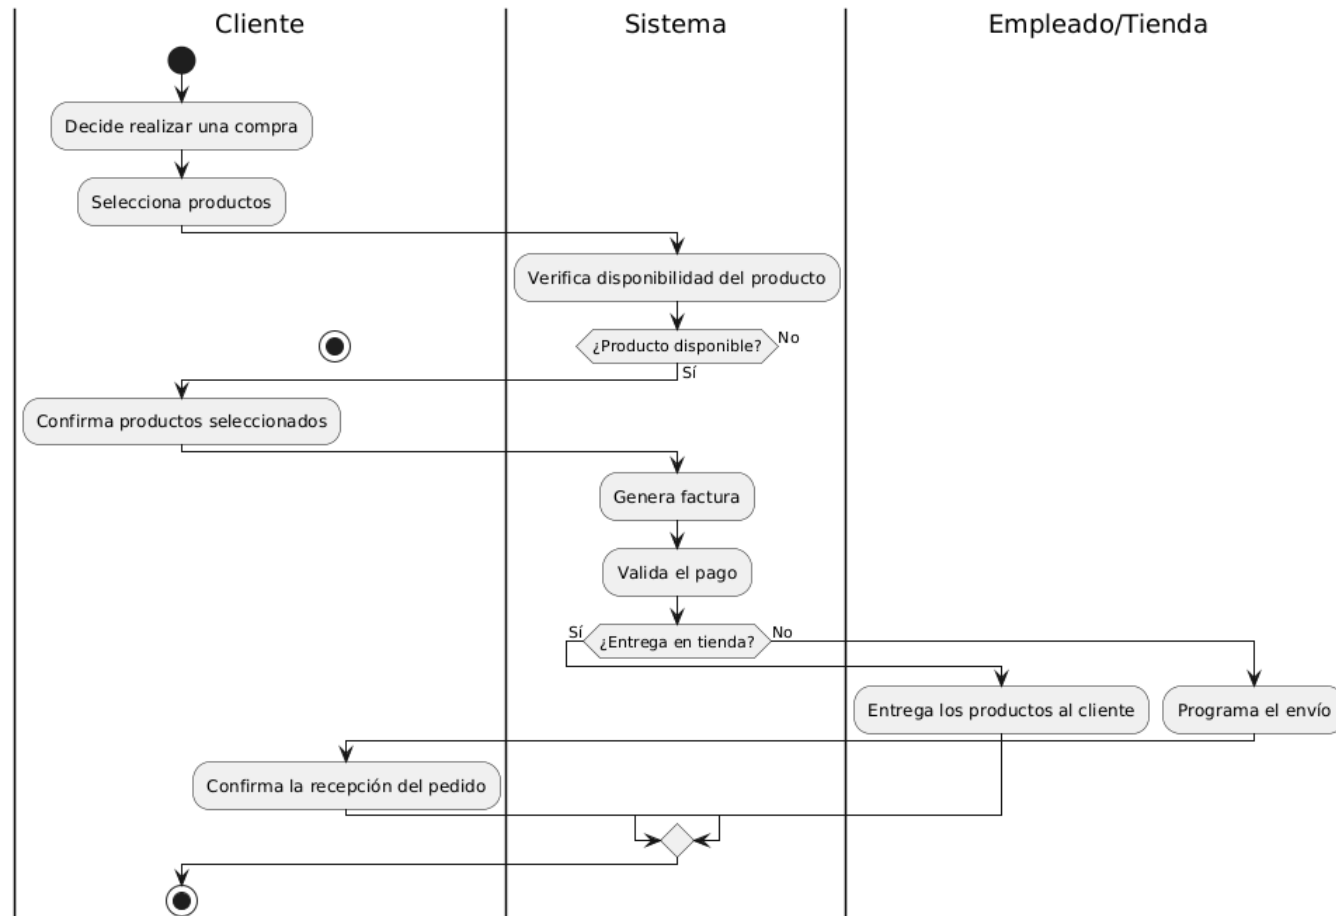 Cliente
Sistema
Empleado/Tienda
Decide realizar una compra
Selecciona productos
Verifica disponibilidad del producto
¿Producto disponible?
No
Sí
Confirma productos seleccionados
Genera factura
Valida el pago
Sí
¿Entrega en tienda?
No
Entrega los productos al cliente
Programa el envío
Confirma la recepción del pedido